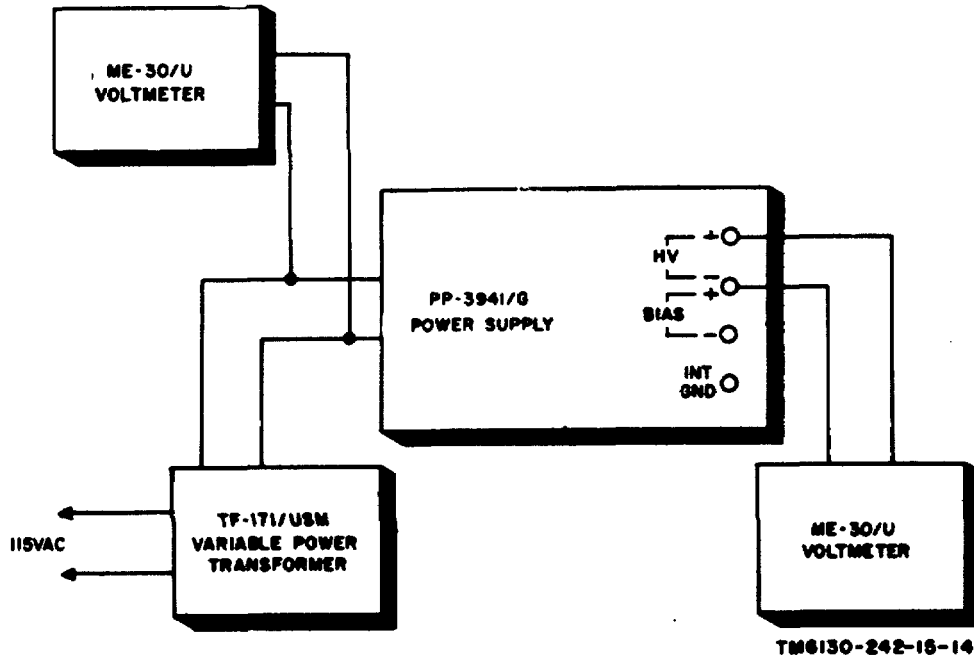 ME-30/U
VOLTMETER
PP-3941/G
POWER SUPPLY
+
HV
-
+
BIAS
-
INT
GND
115VAC
TF-171/USM
VARIABLE POWER
TRANSFORMER
ME-30/U
VOLTMETER
TM6130-242-15-14